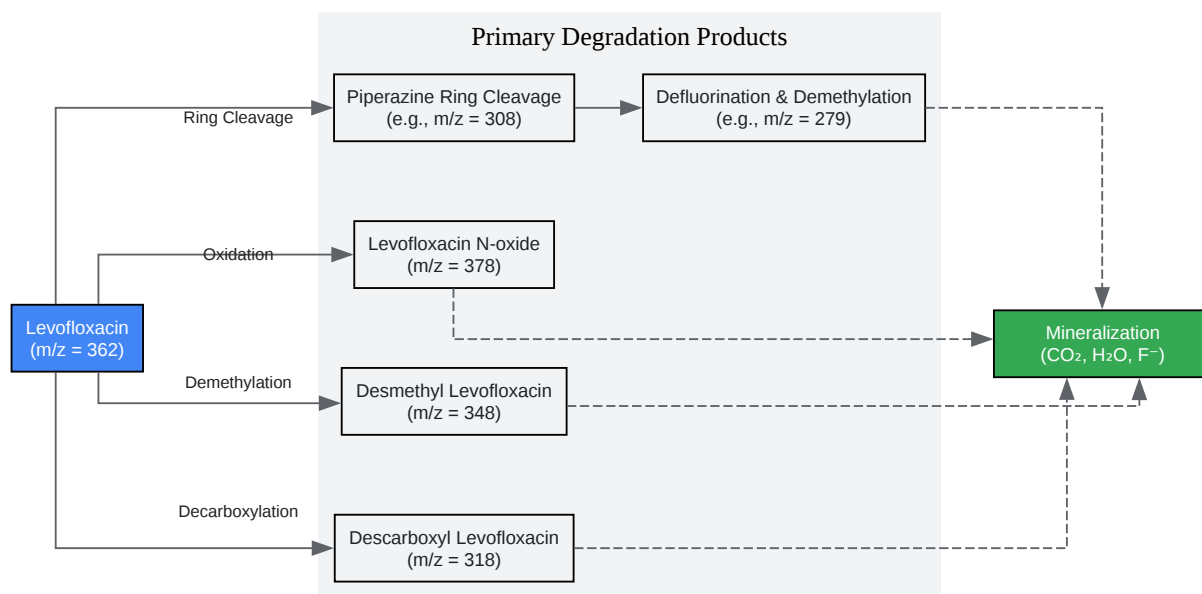 Primary Degradation Products
Piperazine Ring Cleavage
(e.g., m/z = 308)
Defluorination & Demethylation
(e.g., m/z = 279)
Ring Cleavage
Levofloxacin N-oxide
(m/z = 378)
Oxidation
Levofloxacin
(m/z = 362)
Mineralization
(CO₂, H₂O, F⁻)
Demethylation
Desmethyl Levofloxacin
(m/z = 348)
Decarboxylation
Descarboxyl Levofloxacin
(m/z = 318)